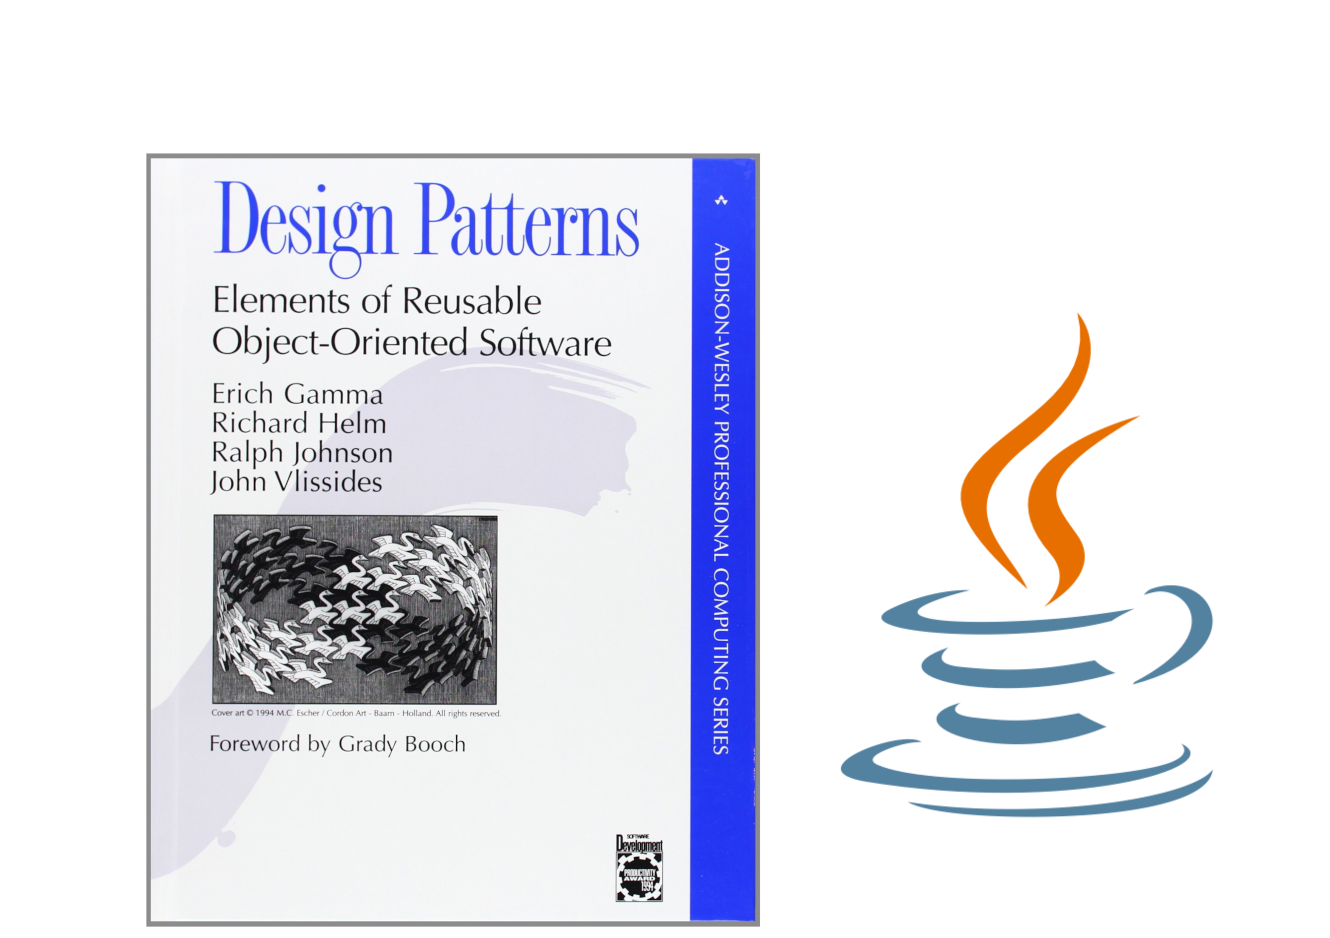 Design Patterns
Elements of Reusable
Object-Oriented Software
Erich Gamma
Richard Helm
Ralph Johnson
John Vlissides
Cover art © 1994 M.C. Escher / Cordon Art - Baarn - Holland. All rights reserved.
Foreword by Grady Booch
SOFTWARE
Development
PRODUCTIVITY
AWARD
1994
ADDISON-WESLEY PROFESSIONAL COMPUTING SERIES